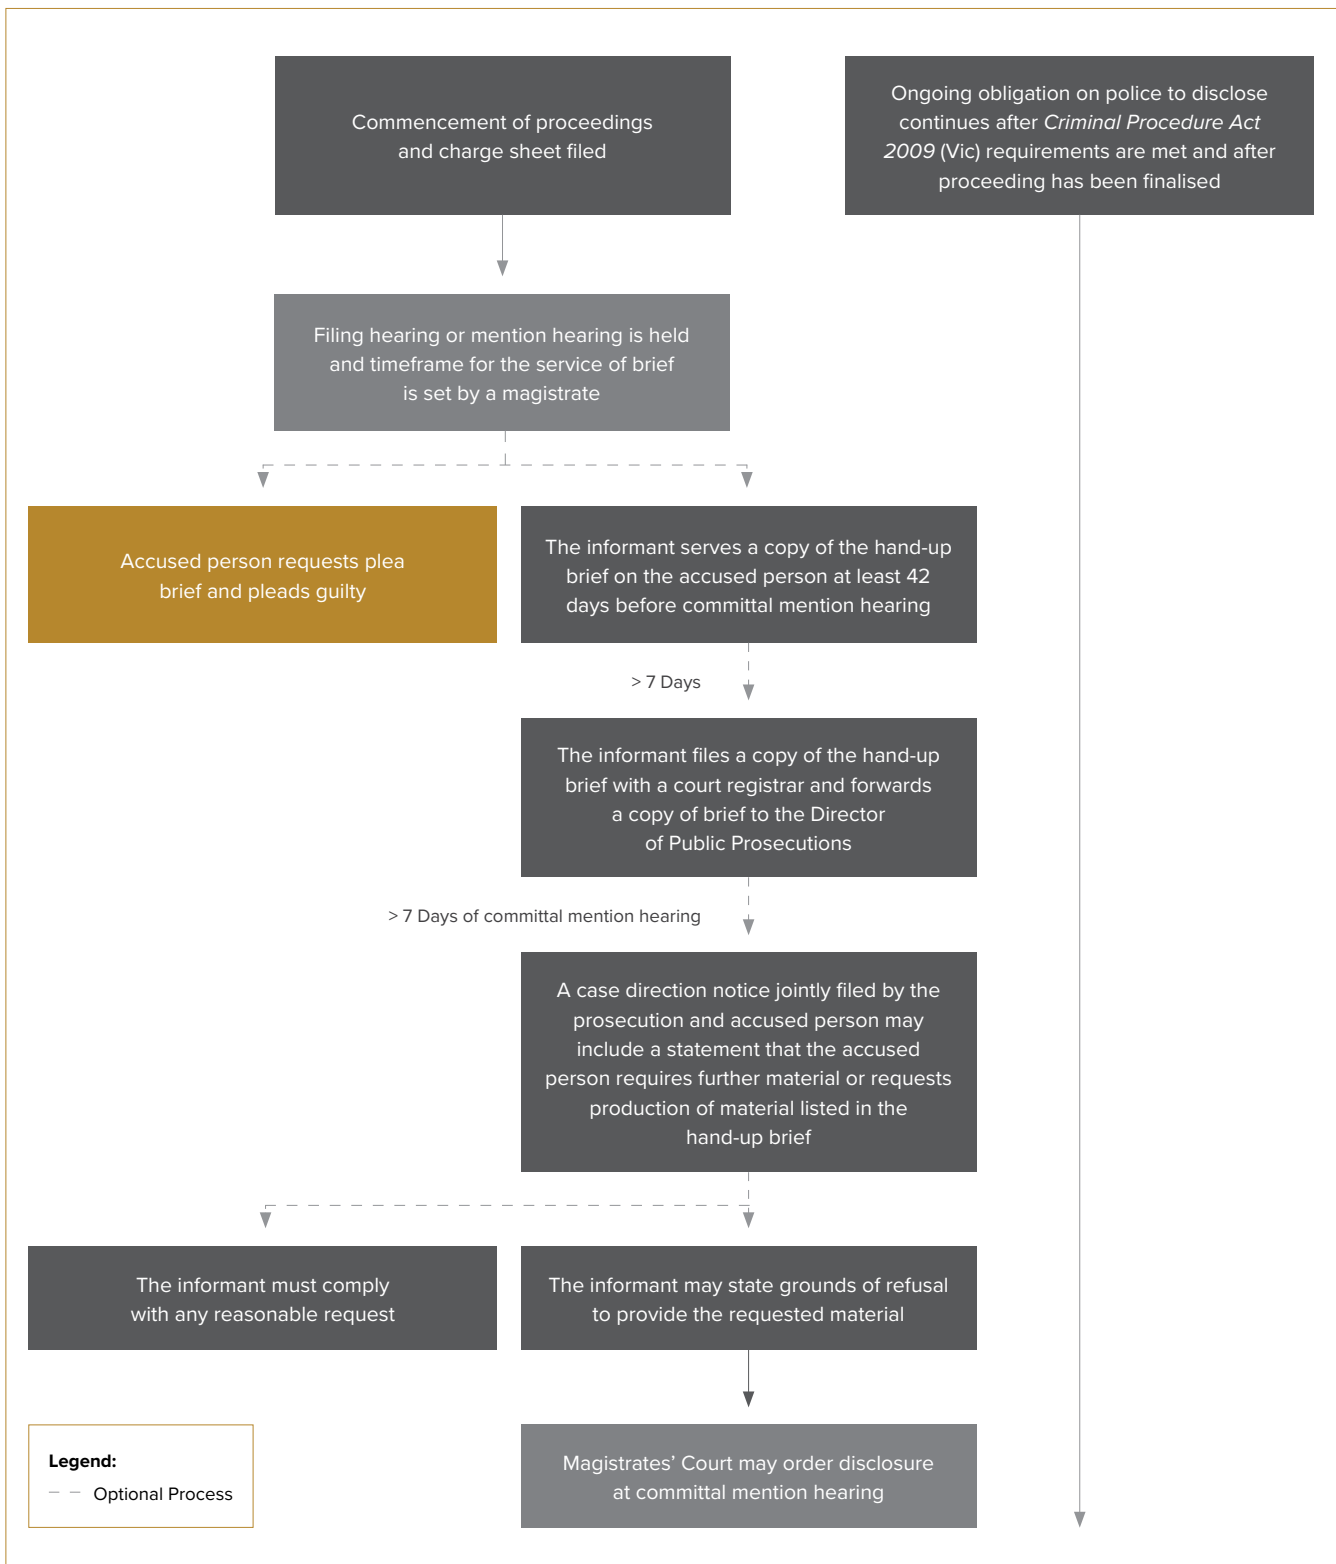 Commencement of proceedings
and charge sheet filed
Ongoing obligation on police to disclose
continues after Criminal Procedure Act
2009 (Vic) requirements are met and after
proceeding has been finalised
Filing hearing or mention hearing is held
and timeframe for the service of brief
is set by a magistrate
Accused person requests plea
brief and pleads guilty
The informant serves a copy of the hand-up
brief on the accused person at least 42
days before committal mention hearing
> 7 Days
The informant files a copy of the hand-up
brief with a court registrar and forwards
a copy of brief to the Director
of Public Prosecutions
> 7 Days of committal mention hearing
A case direction notice jointly filed by the
prosecution and accused person may
include a statement that the accused
person requires further material or requests
production of material listed in the
hand-up brief
The informant must comply
with any reasonable request
The informant may state grounds of refusal
to provide the requested material
Magistrates’ Court may order disclosure
at committal mention hearing
Legend:
Optional Process